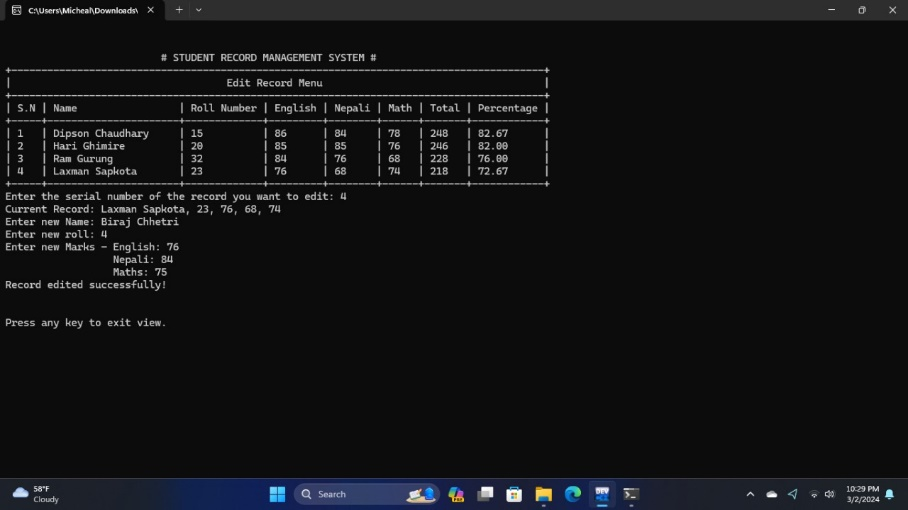 C:\Users\Micheal\Downloads\
# STUDENT RECORD MANAGEMENT SYSTEM #
Edit Record Menu
| S.N | Name | Roll Number | English | Nepali | Math | Total | Percentage |
| 1 | Dipson Chaudhary | 15 | 86 | 84 | 78 | 248 | 82.67 |
| 2 | Hari Ghimire | 20 | 85 | 85 | 76 | 246 | 82.00 |
| 3 | Ram Gurung | 32 | 84 | 76 | 68 | 228 | 76.00 |
| 4 | Laxman Sapkota | 23 | 76 | 68 | 74 | 218 | 72.67 |
Enter the serial number of the record you want to edit: 4
Current Record: Laxman Sapkota, 23, 76, 68, 74
Enter new Name: Biraj Chhetri
Enter new roll: 4
Enter new Marks - English: 76
Nepali: 84
Maths: 75
Record edited successfully!
Press any key to exit view.
58°F
Cloudy
Search
DEV
10:29 PM
3/2/2024